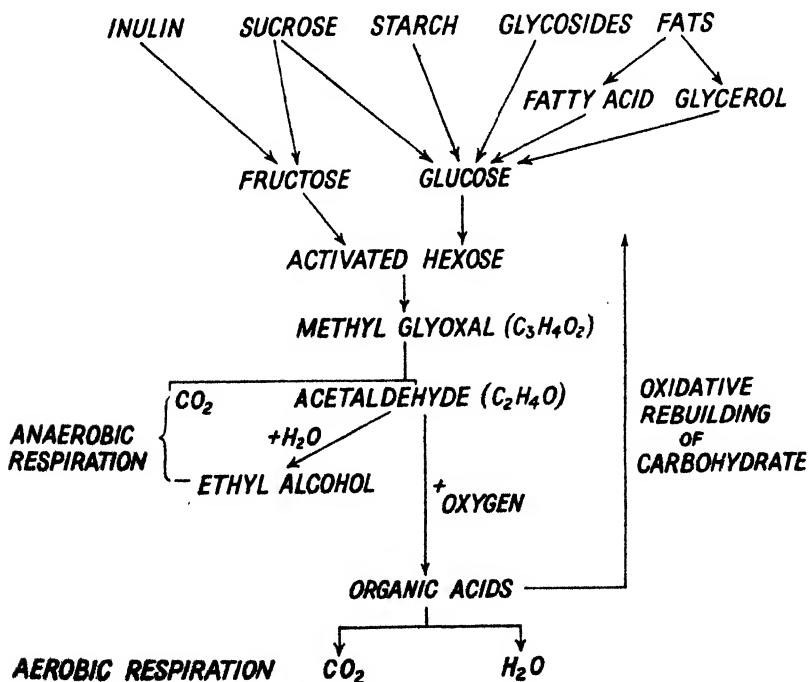 INULIN SUCROSE STARCH GLYCOSIDES FATS
FATTY ACID GLYCEROL
FRUCTOSE GLUCOSE
ACTIVATED HEXOSE
METHYL GLYOXAL (C₃H₄O₂)
CO₂ ACETALDEHYDE (C₂H₄O)
+H₂O
ANAEROBIC
RESPIRATION
ETHYL ALCOHOL
+
OXYGEN
OXIDATIVE
REBUILDING
OF
CARBOHYDRATE
ORGANIC ACIDS
AEROBIC RESPIRATION CO₂ H₂O